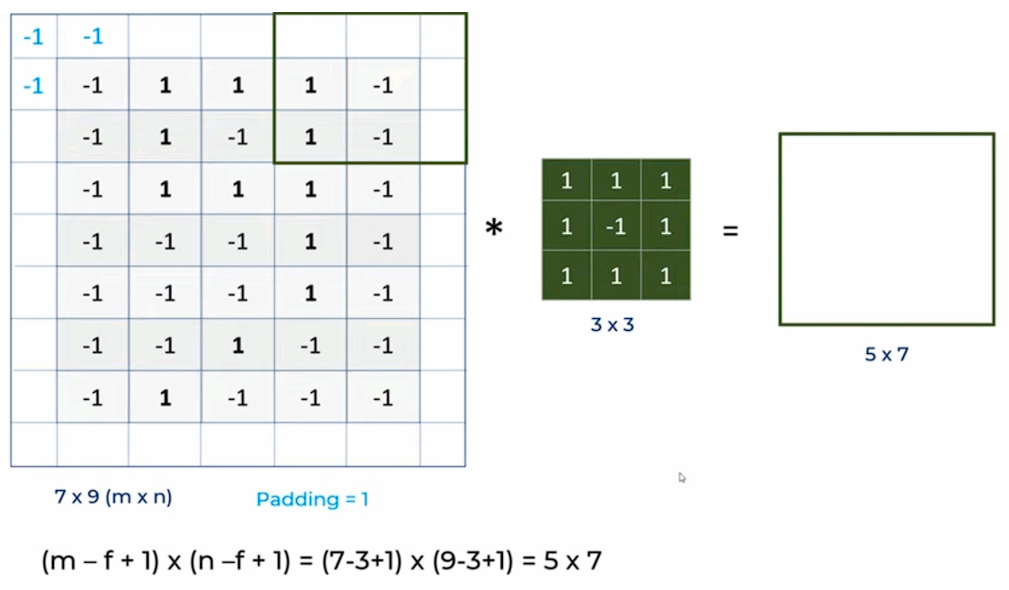 -1 -1
-1 -1 1 1 1 -1
-1 1 -1 1 -1
-1 1 1 1 -1
-1 -1 -1 1 -1
-1 -1 -1 1 -1
-1 -1 1 -1 -1
-1 1 -1 -1 -1
*
1 1 1
1 -1 1
1 1 1
3 x 3
=
5 x 7
7 x 9 (m x n)
Padding = 1
(m – f + 1) x (n –f + 1) = (7-3+1) x (9-3+1) = 5 x 7